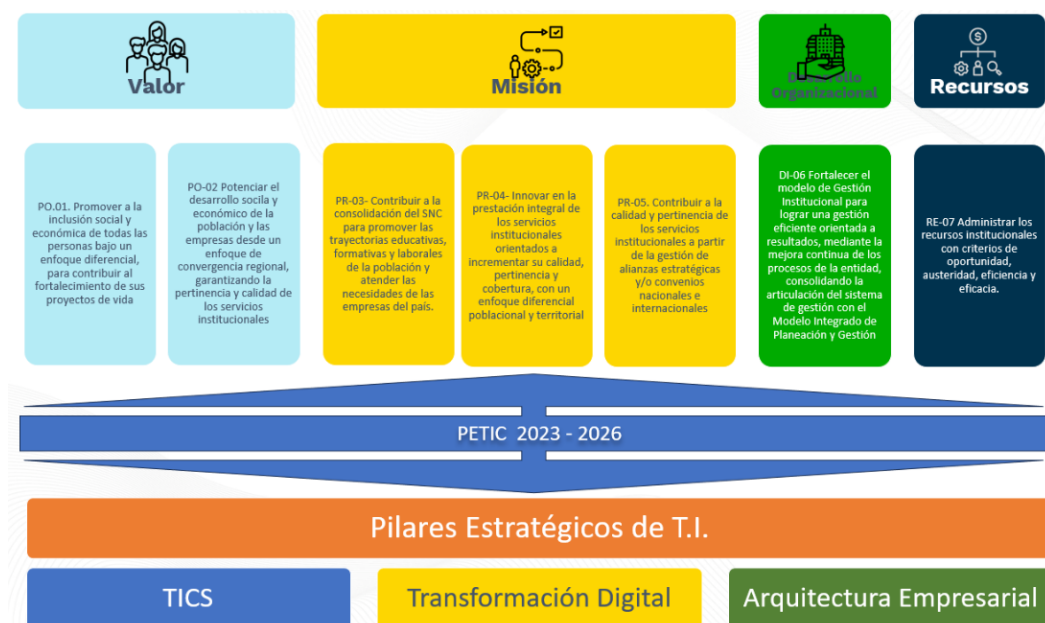 Valor
Misión
Desarrollo
Organizacional
Recursos
PO.01. Promover a la
inclusión social y
económica de todas las
personas bajo un
enfoque diferencial,
para contribuir al
fortalecimiento de sus
proyectos de vida
PO-02 Potenciar el
desarrollo socila y
económico de la
población y las
empresas desde un
enfoque de
convergencia regional,
garantizando la
pertinencia y calidad de
los servicios
institucionales
PR-03- Contribuir a la
consolidación del SNC
para promover las
trayectorias educativas,
formativas y laborales
de la población y
atender las
necesidades de las
empresas del país.
PR-04- Innovar en la
prestación integral de
los servicios
institucionales
orientados a
incrementar su calidad,
pertinencia y
cobertura, con un
enfoque diferencial
poblacional y territorial
PR-05. Contribuir a la
calidad y pertinencia de
los servicios
institucionales a partir
de la gestión de
alianzas estratégicas
y/o convenios
nacionales e
internacionales
DI-06 Fortalecer el
modelo de Gestión
Institucional para
lograr una gestión
eficiente orientada a
resultados, mediante la
mejora continua de los
procesos de la entidad,
consolidando la
articulación del sistema
de gestión con el
Modelo Integrado de
Planeación y Gestión
RE-07 Administrar los
recursos institucionales
con criterios de
oportunidad,
austeridad, eficiencia y
eficacia.
PETIC 2023 - 2026
Pilares Estratégicos de T.I.
TICS
Transformación Digital
Arquitectura Empresarial